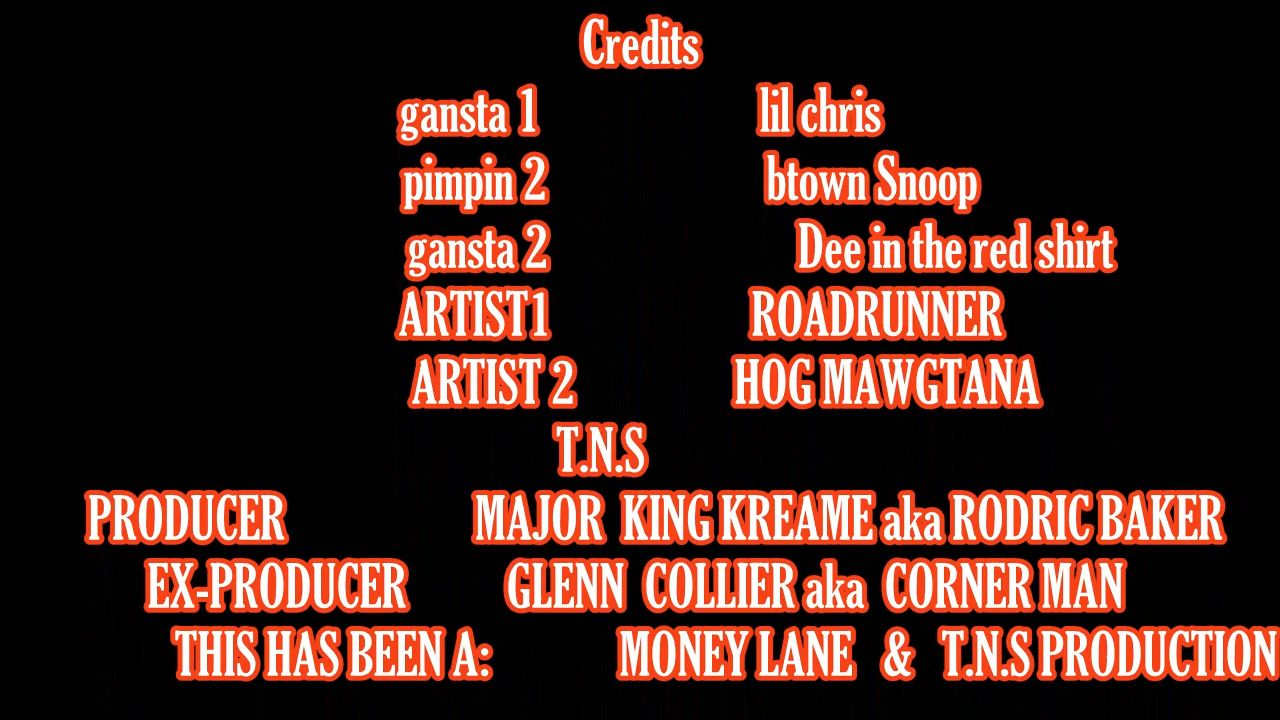 Credits
gansta 1 lil chris
pimpin 2 btown Snoop
gansta 2 Dee in the red shirt
ARTIST1 ROADRUNNER
ARTIST 2 HOG MAWGTANA
T.N.S
PRODUCER MAJOR KING KREAME aka RODRIC BAKER
EX-PRODUCER GLENN COLLIER aka CORNER MAN
THIS HAS BEEN A: MONEY LANE & T.N.S PRODUCTION